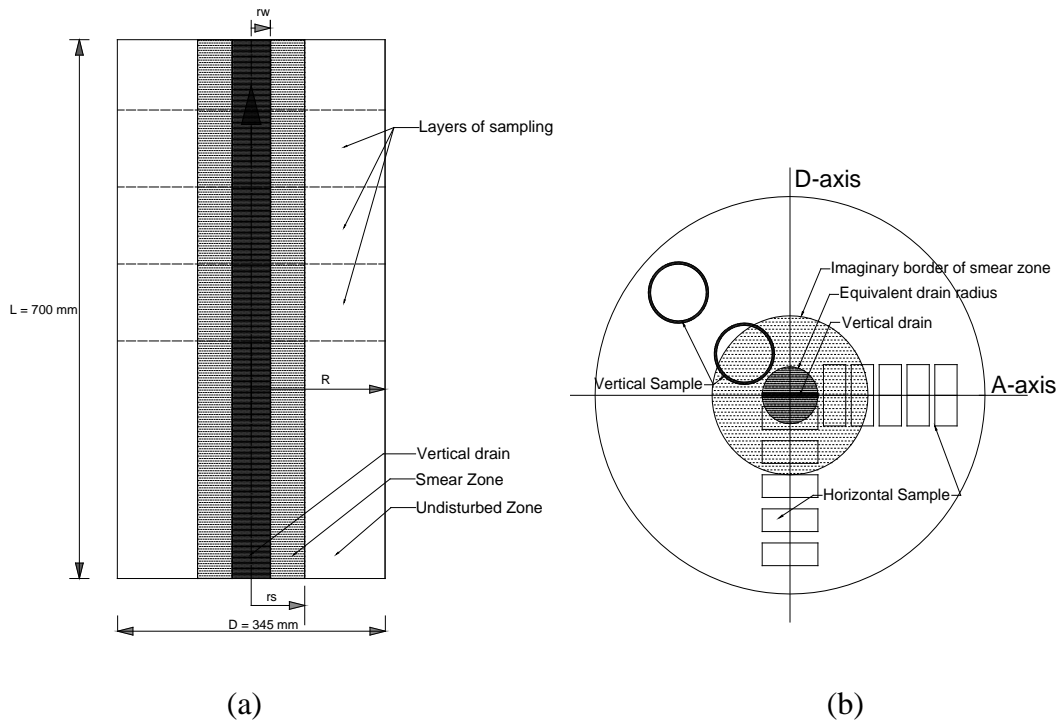 rw
Layers of sampling
L = 700 mm
R
Vertical drain
Smear Zone
Undisturbed Zone
rs
D = 345 mm
(a)
D-axis
Imaginary border of smear zone
Equivalent drain radius
Vertical drain
Vertical Sample
A-axis
Horizontal Sample
(b)